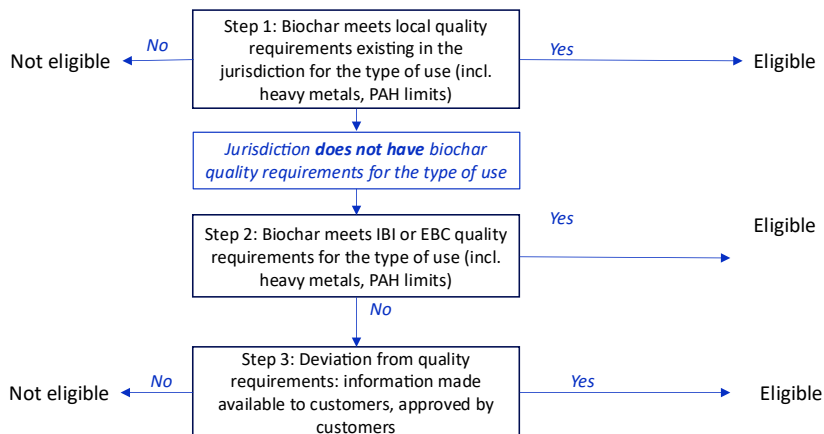 Step 1: Biochar meets local quality
requirements existing in the
jurisdiction for the type of use (incl.
heavy metals, PAH limits)
No
Not eligible
Yes
Eligible
Jurisdiction does not have biochar
quality requirements for the type of use
Step 2: Biochar meets IBI or EBC quality
requirements for the type of use (incl.
heavy metals, PAH limits)
Yes
Eligible
No
Step 3: Deviation from quality
requirements: information made
available to customers, approved by
customers
No
Not eligible
Yes
Eligible